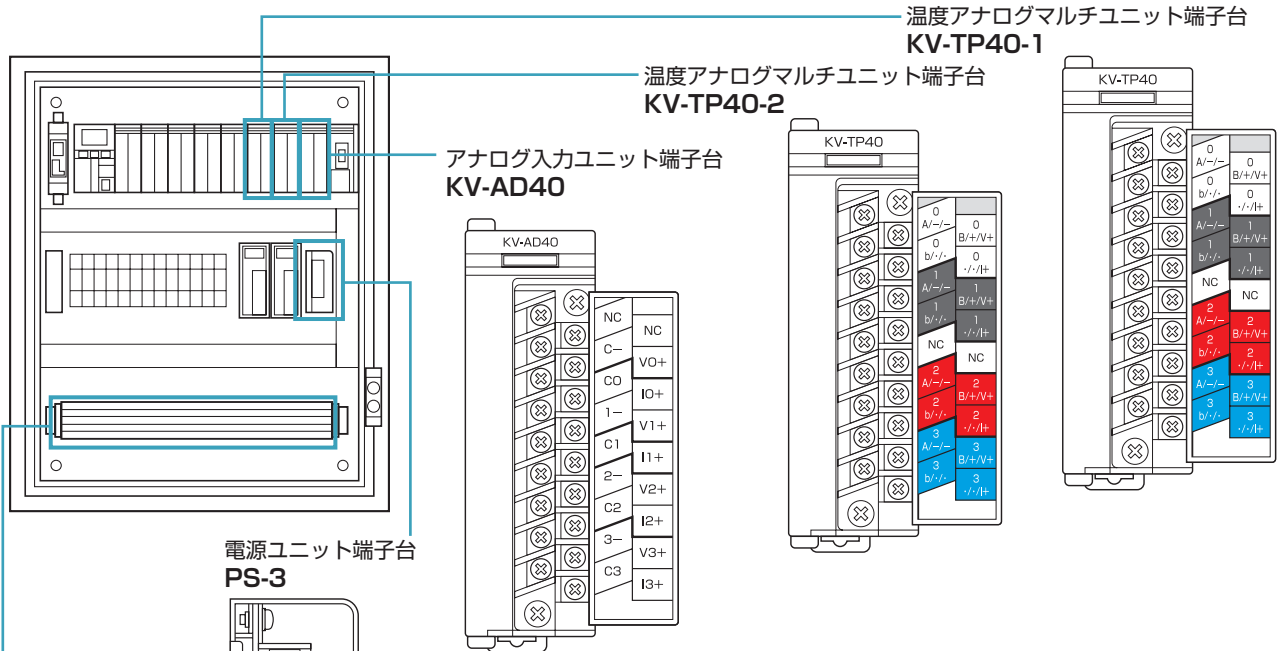 温度アナログマルチユニット端子台
KV-TP40-1
温度アナログマルチユニット端子台
KV-TP40-2
アナログ入力ユニット端子台
KV-AD40
電源ユニット端子台
PS-3
KV-AD40
NC
NC
C−
V0+
C0
I0+
1−
V1+
C1
I1+
2−
V2+
C2
I2+
3−
V3+
C3
I3+
KV-TP40
0
A/−/−
0
B/+/V+
0
b/·/·
0
·/·/I+
1
A/−/−
1
B/+/V+
1
b/·/·
1
·/·/I+
NC
NC
2
A/−/−
2
B/+/V+
2
b/·/·
2
·/·/I+
3
A/−/−
3
B/+/V+
3
b/·/·
3
·/·/I+
KV-TP40
0
A/−/−
0
B/+/V+
0
b/·/·
0
·/·/I+
1
A/−/−
1
B/+/V+
1
b/·/·
1
·/·/I+
NC
NC
2
A/−/−
2
B/+/V+
2
b/·/·
2
·/·/I+
3
A/−/−
3
B/+/V+
3
b/·/·
3
·/·/I+